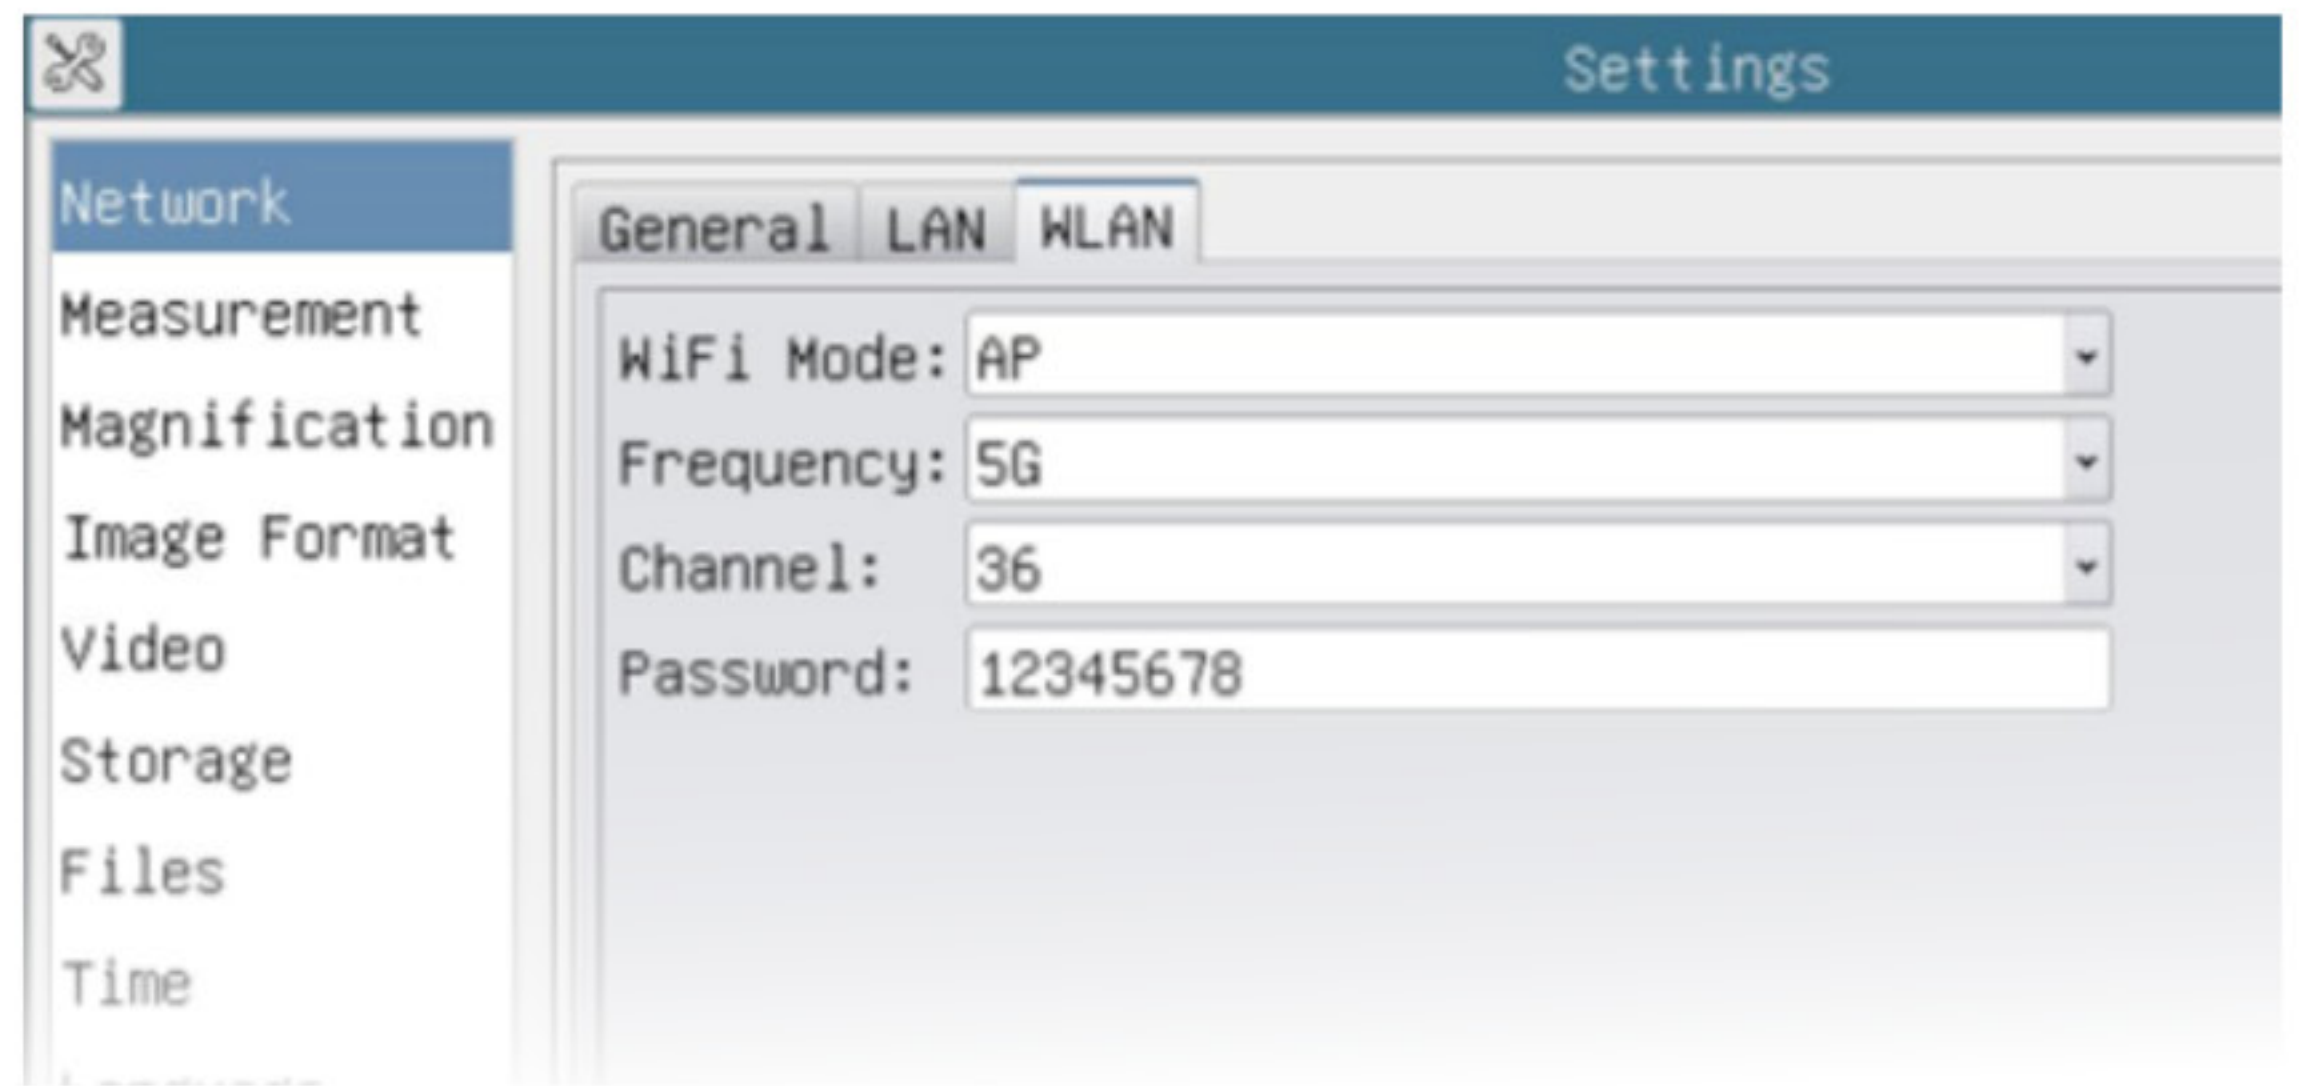 Settings
Network
Measurement
Magnification
Image Format
Video
Storage
Files
Time
General LAN WLAN
WiFi Mode: AP
Frequency: 5G
Channel: 36
Password: 12345678